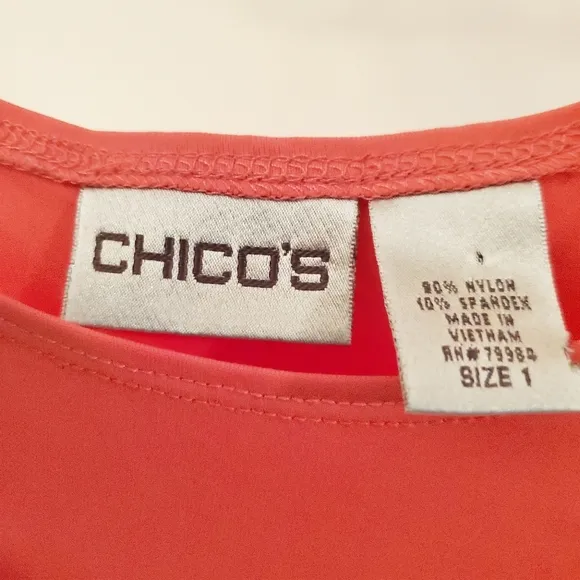 CHICO'S
90% NYLON
10% SPANDEX
MADE IN
VIETNAM
RN# 79984
SIZE 1